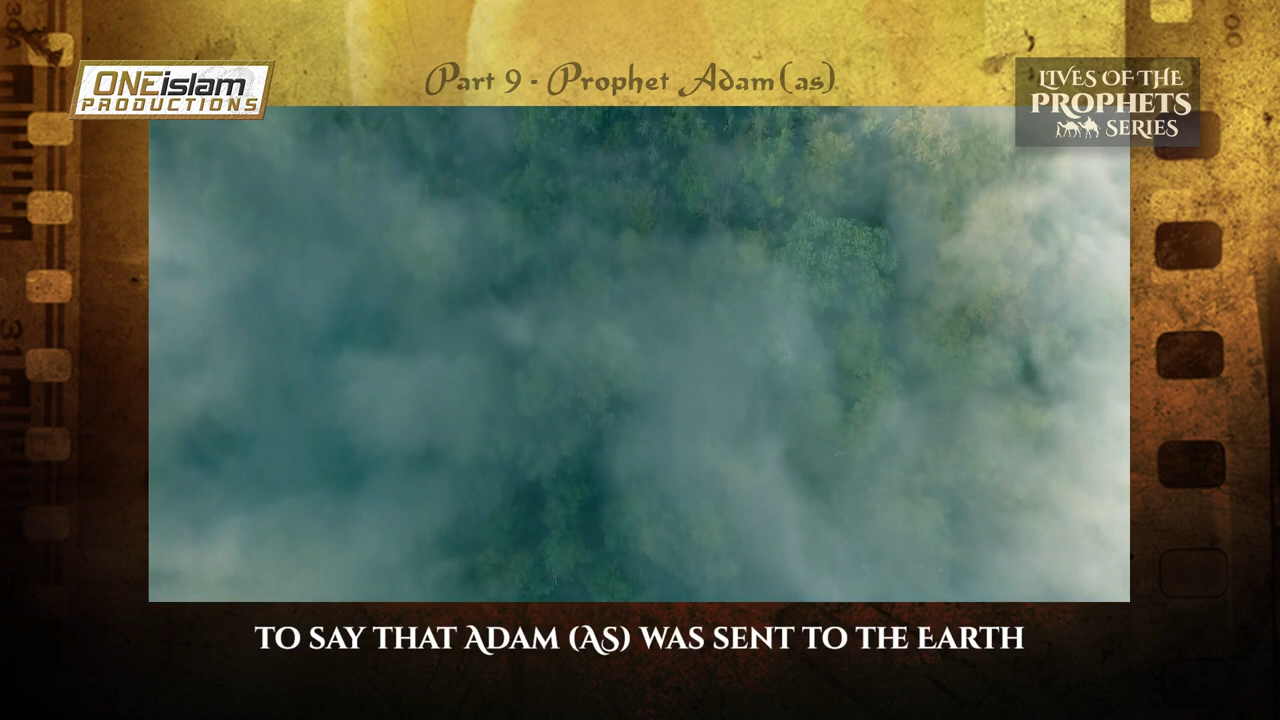 ONEislam
PRODUCTIONS
Part 9 - Prophet Adam (as)
LIVES OF THE
PROPHETS
SERIES
TO SAY THAT ADAM (AS) WAS SENT TO THE EARTH